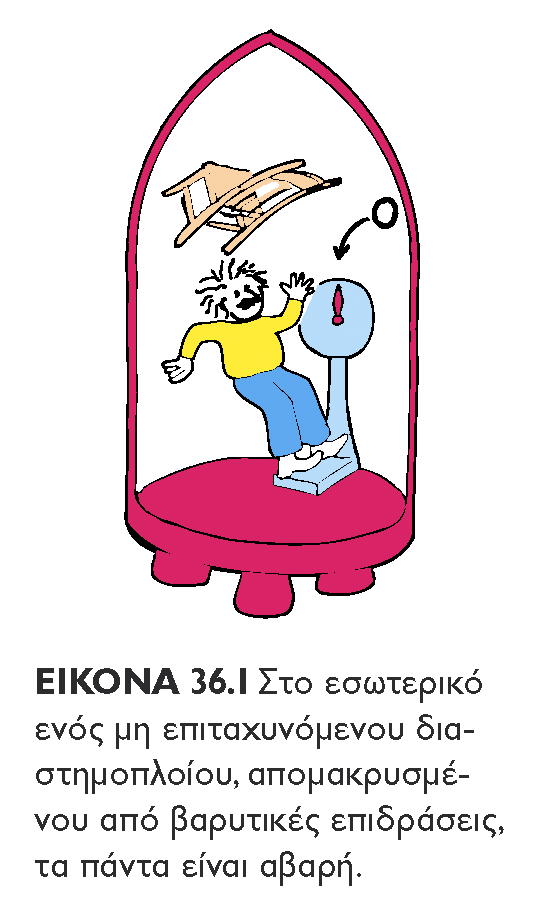 0
ΕΙΚΟΝΑ 36.1 Στο εσωτερικό
ενός μη επιταχυνόμενου δια-
στημοπλοίου, απομακρυσμέ-
νου από βαρυτικές επιδράσεις,
τα πάντα είναι αβαρή.